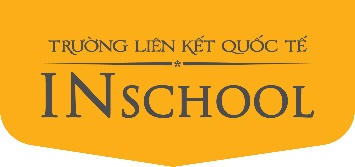 TRƯỜNG LIÊN KẾT QUỐC TẾ
INSCHOOL